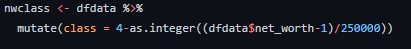 nwclass <- dfdata %>%
mutate(class = 4-as.integer((dfdata$net_worth-1)/250000))